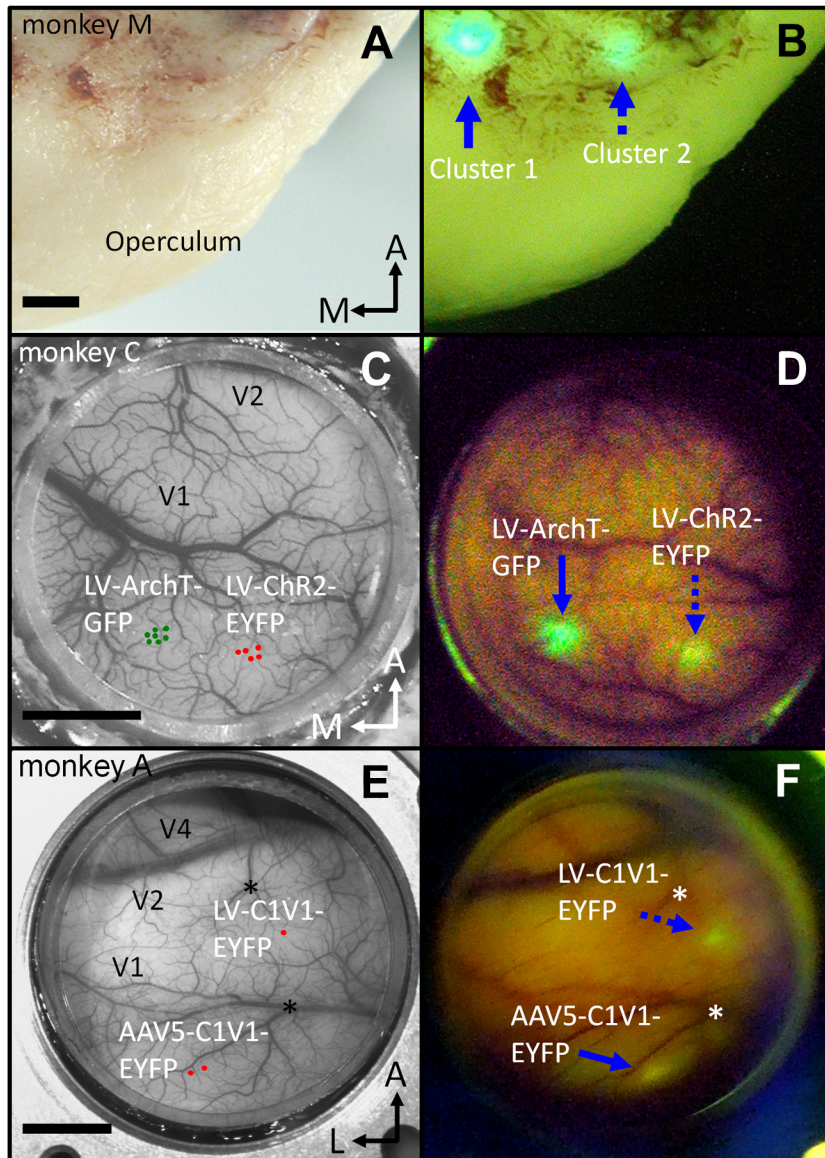 monkey M
A
Operculum
A
M
B
Cluster 1
Cluster 2
monkey C
C
V2
V1
LV-ArchT-
GFP
LV-ChR2-
EYFP
A
M
D
LV-ArchT-
GFP
LV-ChR2-
EYFP
monkey A
E
V4
*
V2
LV-C1V1-
EYFP
V1
*
AAV5-C1V1-
EYFP
A
L
F
LV-C1V1-
EYFP
*
AAV5-C1V1-
EYFP
*